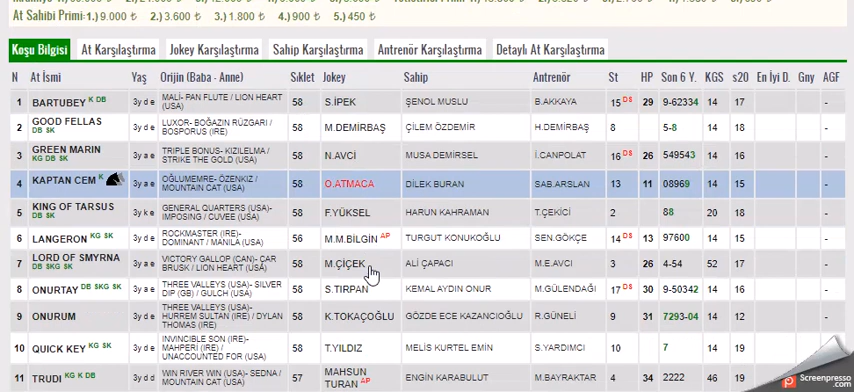 At Sahibi Primi: 1.) 9.000 ₺ 2.) 3.600 ₺ 3.) 1.800 ₺ 4.) 900 ₺ 5.) 450 ₺
Koşu Bilgisi At Karşılaştırma Jokey Karşılaştırma Sahip Karşılaştırma Antrenör Karşılaştırma Detaylı At Karşılaştırma
N At İsmi Yaş Orijin (Baba - Anne) Sıklet Jokey Sahip Antrenör St HP Son 6 Y. KGS s20 En İyi D. Gny AGF
1 BARTUBEY K DB 3y d e MALİ- PAN FLUTE / LION HEART (USA) 58 S.İPEK ŞENOL MUSLU B.AKKAYA 15 DS 29 9-62334 14 17 -
2 GOOD FELLAS DB SK 3y d e LUXOR- BOĞAZIN RÜZGARI / BOSPORUS (IRE) 58 M.DEMİRBAŞ ÇİLEM ÖZDEMİR H.DEMİRBAŞ 8 5-8 14 18 -
3 GREEN MARIN KG DB SK 3y a e TRIPLE BONUS- KIZILELMA / STRIKE THE GOLD (USA) 58 N.AVCİ MUSA DEMIRSEL İ.CANPOLAT 16 DS 26 549543 14 16 -
4 KAPTAN CEM K 3y a e OĞLUMEMRE- ÖZENKIZ / MOUNTAIN CAT (USA) 58 O.ATMACA DİLEK BURAN SAB.ARSLAN 13 11 08969 14 15 -
5 KING OF TARSUS DB SK 3y k e GENERAL QUARTERS (USA)- IMPOSING / CUVEE (USA) 58 F.YÜKSEL HARUN KAHRAMAN T.ÇEKİCİ 2 88 20 18 -
6 LANGERON KG SK 3y d e ROCKMASTER (IRE)- DOMINANT / MANILA (USA) 56 M.M.BİLGİN AP TURGUT KONUKOĞLU SEN.GÖKÇE 14 DS 13 97600 14 15 -
7 LORD OF SMYRNA DB SKG SK 3y a e VICTORY GALLOP (CAN)- CAR BRUSK / LION HEART (USA) 58 M.ÇİÇEK ALİ ÇAPACI M.E.AVCI 3 26 4-54 52 17 -
8 ONURTAY DB SKG SK 3y a e THREE VALLEYS (USA)- SILVER DIP (GB) / GULCH (USA) 58 S.TIRPAN KEMAL AYDIN ONUR M.GÜLENDAĞI 17 DS 30 9-50342 14 16 -
9 ONURUM 3y d e THREE VALLEYS (USA)- HURREM SULTAN (IRE) / DYLAN THOMAS (IRE) 58 K.TOKAÇOĞLU GÖZDE ECE KAZANCIOĞLU R.GÜNELİ 9 31 7293-04 14 12 -
10 QUICK KEY KG SK 3y d e INVINCIBLE SON (IRE)- MAHPERİ (IRE) / UNACCOUNTED FOR (USA) 58 T.YILDIZ MELİS KURTEL EMİN S.YARDIMCI 10 7 14 19 -
11 TRUDI KG K DB 3y d d WIN RIVER WIN (USA)- SEDNA / MOUNTAIN CAT (USA) 57 MAHSUN TURAN AP ENGİN KARABULUT M.BAYRAKTAR 4 34 2222 46 19 -
Screenpresso.com